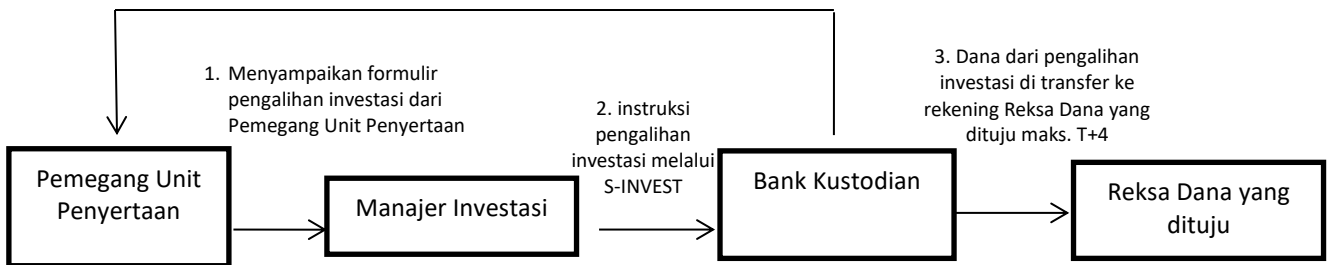 1. Menyampaikan formulir
pengalihan investasi dari
Pemegang Unit Penyertaan
2. instruksi
pengalihan
investasi melalui
S-INVEST
3. Dana dari pengalihan
investasi di transfer ke
rekening Reksa Dana yang
dituju maks. T+4
Pemegang Unit
Penyertaan
Manajer Investasi
Bank Kustodian
Reksa Dana yang
dituju